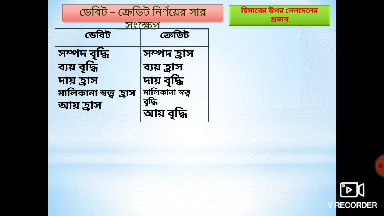 ডেবিট – ক্রেডিট নির্ণয়ের সার
সংক্ষেপ
হিসাবের উপর লেনদেনের
প্রভাব
ডেবিট ক্রেডিট
সম্পদ বৃদ্ধি সম্পদ হ্রাস
ব্যয় বৃদ্ধি ব্যয় হ্রাস
দায় হ্রাস দায় বৃদ্ধি
মালিকানা স্বত্ব হ্রাস মালিকানা স্বত্ব
বৃদ্ধি
আয় হ্রাস আয় বৃদ্ধি
V RECORDER